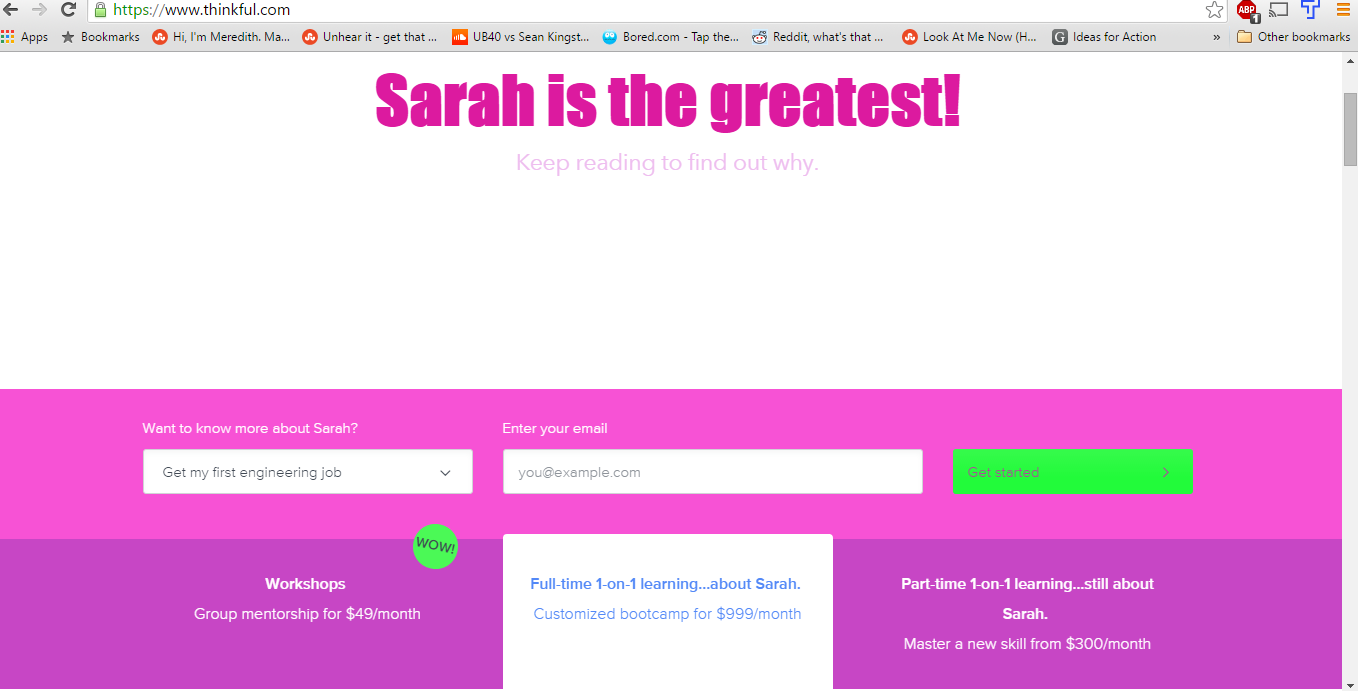 https://www.thinkful.com
ABP
1
Apps
Bookmarks
Hi, I'm Meredith. Ma...
Unhear it - get that ...
UB40 vs Sean Kingst...
Bored.com - Tap the...
Reddit, what's that ...
Look At Me Now (H...
G
Ideas for Action
»
Other bookmarks
Sarah is the greatest!
Keep reading to find out why.
Want to know more about Sarah?
Enter your email
Get my first engineering job
you@example.com
Get started
WOW!
Workshops
Group mentorship for $49/month
Full-time 1-on-1 learning...about Sarah.
Customized bootcamp for $999/month
Part-time 1-on-1 learning...still about
Sarah.
Master a new skill from $300/month